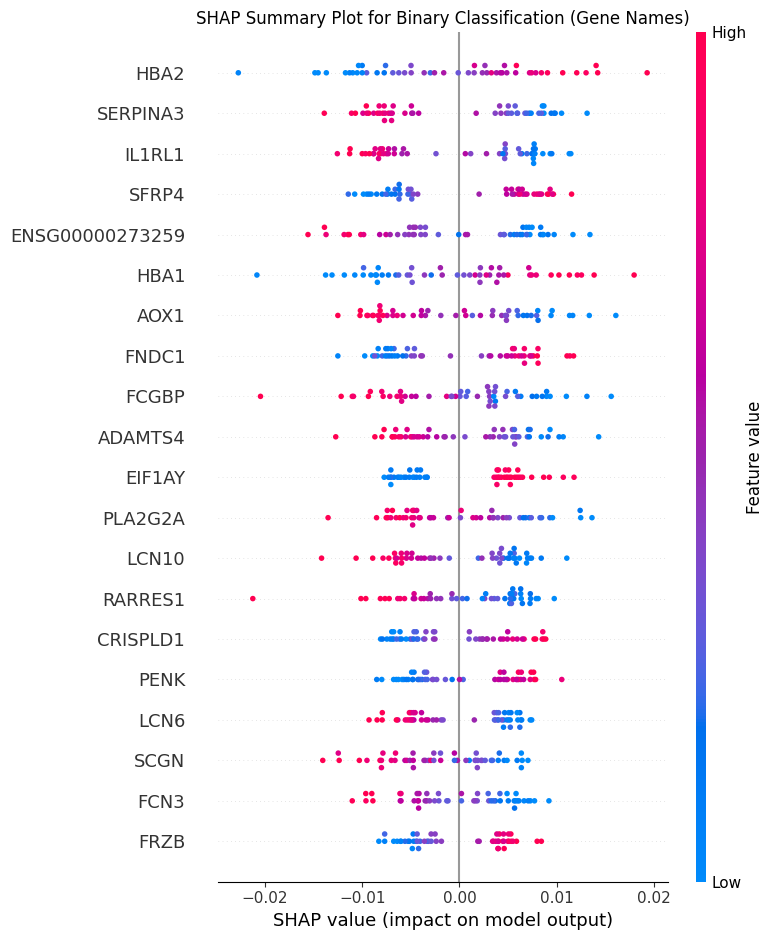 SHAP Summary Plot for Binary Classification (Gene Names)
High
HBA2
SERPINA3
IL1RL1
SFRP4
ENSG00000273259
HBA1
AOX1
FNDC1
FCGBP
ADAMTS4
EIF1AY
PLA2G2A
LCN10
RARRES1
CRISPLD1
PENK
LCN6
SCGN
FCN3
FRZB
Feature value
Low
−0.02 −0.01 0.00 0.01 0.02
SHAP value (impact on model output)